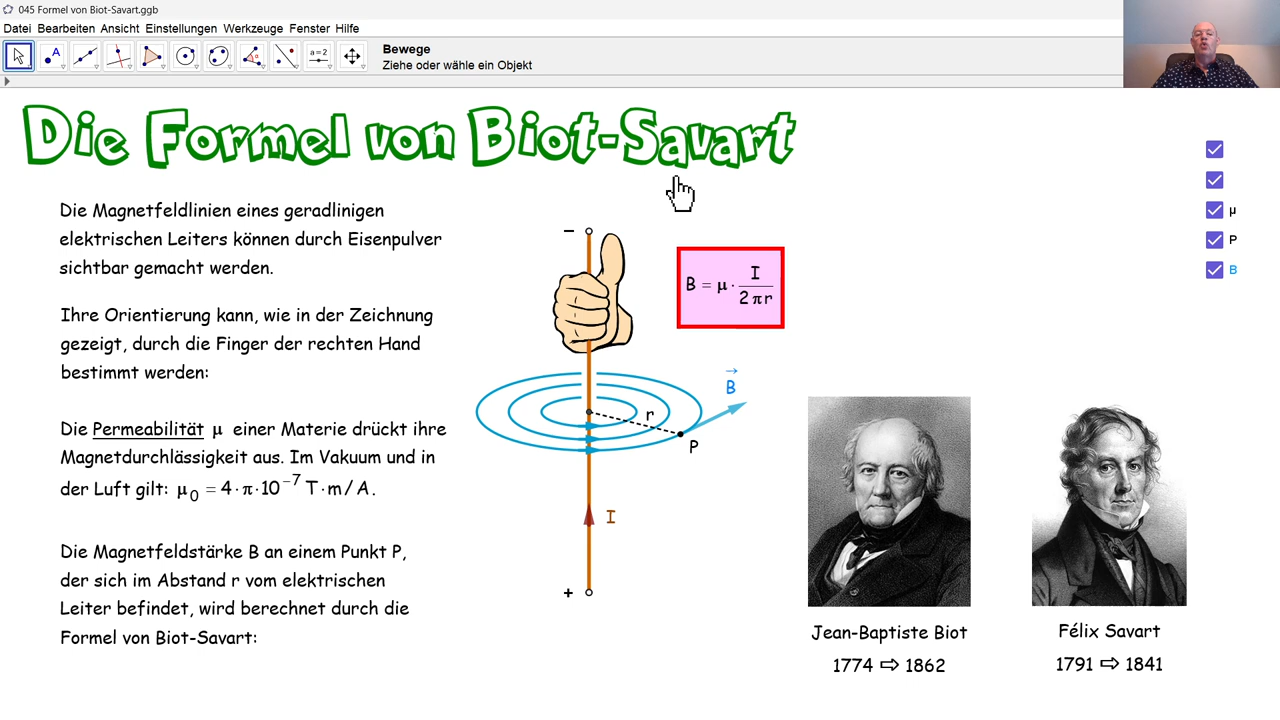 045 Formel von Biot-Savart.ggb
Datei Bearbeiten Ansicht Einstellungen Werkzeuge Fenster Hilfe
A
a=2
Bewege
Ziehe oder wähle ein Objekt
Die Formel von Biot-Savart
Die Magnetfeldlinien eines geradlinigen
elektrischen Leiters können durch Eisenpulver
sichtbar gemacht werden.
Ihre Orientierung kann, wie in der Zeichnung
gezeigt, durch die Finger der rechten Hand
bestimmt werden:
Die Permeabilität μ einer Materie drückt ihre
Magnetdurchlässigkeit aus. Im Vakuum und in
der Luft gilt: μ₀ = 4·π·10⁻⁷ T·m/A.
Die Magnetfeldstärke B an einem Punkt P,
der sich im Abstand r vom elektrischen
Leiter befindet, wird berechnet durch die
Formel von Biot-Savart:
−
B = μ · I / 2πr
B⃗
r
P
I
+
μ
P
B
Jean-Baptiste Biot
1774 ⇨ 1862
Félix Savart
1791 ⇨ 1841